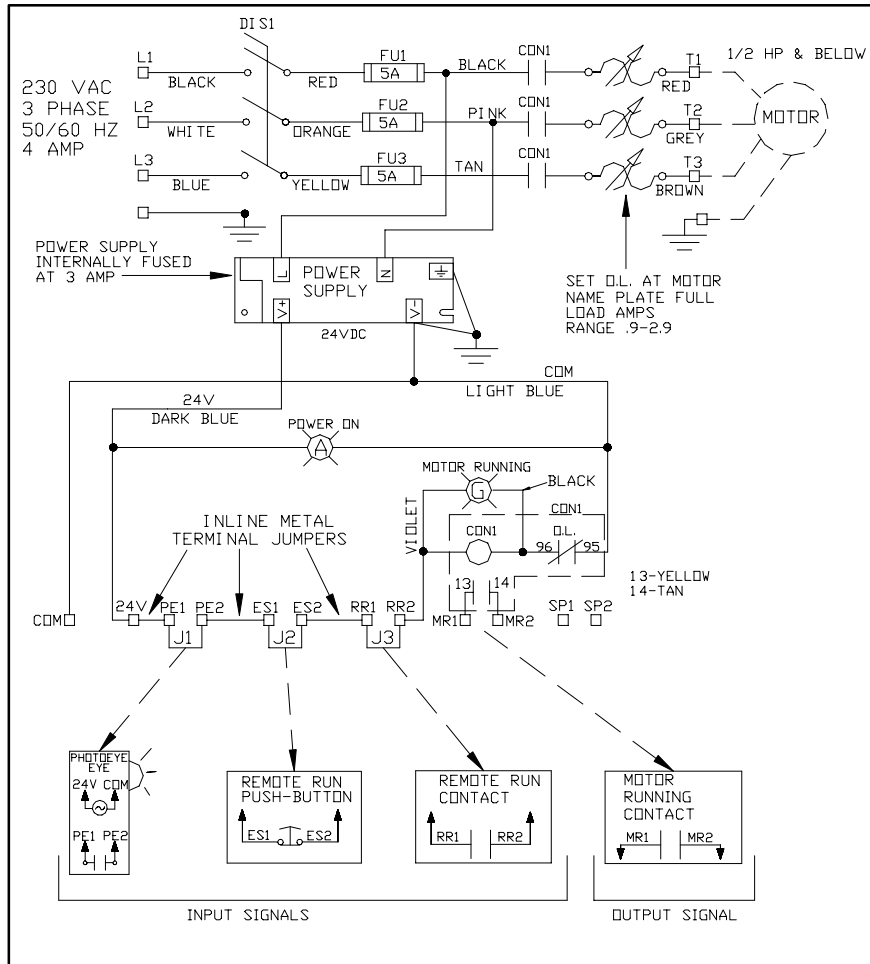 DIS1
L1
BLACK
RED
FU1
5A
BLACK
CON1
T1
RED
1/2 HP & BELOW
230 VAC
3 PHASE
50/60 HZ
4 AMP
L2
WHITE
ORANGE
FU2
5A
PINK
CON1
T2
GREY
MOTOR
L3
BLUE
YELLOW
FU3
5A
TAN
CON1
T3
BROWN
POWER SUPPLY
INTERNALLY FUSED
AT 3 AMP
L
POWER
SUPPLY
N
V+
V-
24VDC
SET O.L. AT MOTOR
NAME PLATE FULL
LOAD AMPS
RANGE .9-2.9
COM
LIGHT BLUE
24V
DARK BLUE
POWER ON
A
MOTOR RUNNING
G
BLACK
VIOLET
CON1
CON1
O.L.
96
95
INLINE METAL
TERMINAL JUMPERS
13
14
13-YELLOW
14-TAN
COM
24V
PE1
PE2
ES1
ES2
RR1
RR2
MR1
MR2
SP1
SP2
J1
J2
J3
PHOTOEYE
EYE
24V COM
PE1 PE2
REMOTE RUN
PUSH-BUTTON
ES1
ES2
REMOTE RUN
CONTACT
RR1
RR2
MOTOR
RUNNING
CONTACT
MR1
MR2
INPUT SIGNALS
OUTPUT SIGNAL